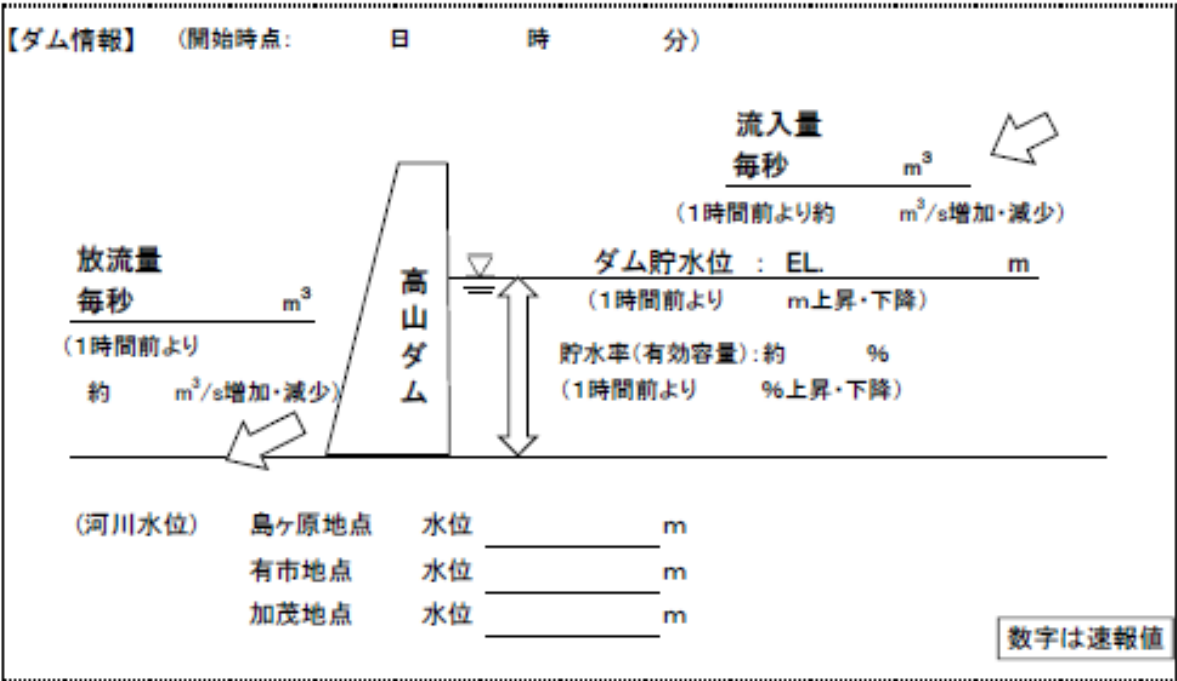 【ダム情報】 (開始時点: 日 時 分)
流入量
毎秒 m³
(1時間前より約 m³/s増加・減少)
放流量
毎秒 m³
(1時間前より
約 m³/s増加・減少)
高山ダム
ダム貯水位 : EL. m
(1時間前より m上昇・下降)
貯水率(有効容量):約 %
(1時間前より %上昇・下降)
(河川水位) 島ヶ原地点 水位 m
有市地点 水位 m
加茂地点 水位 m
数字は速報値